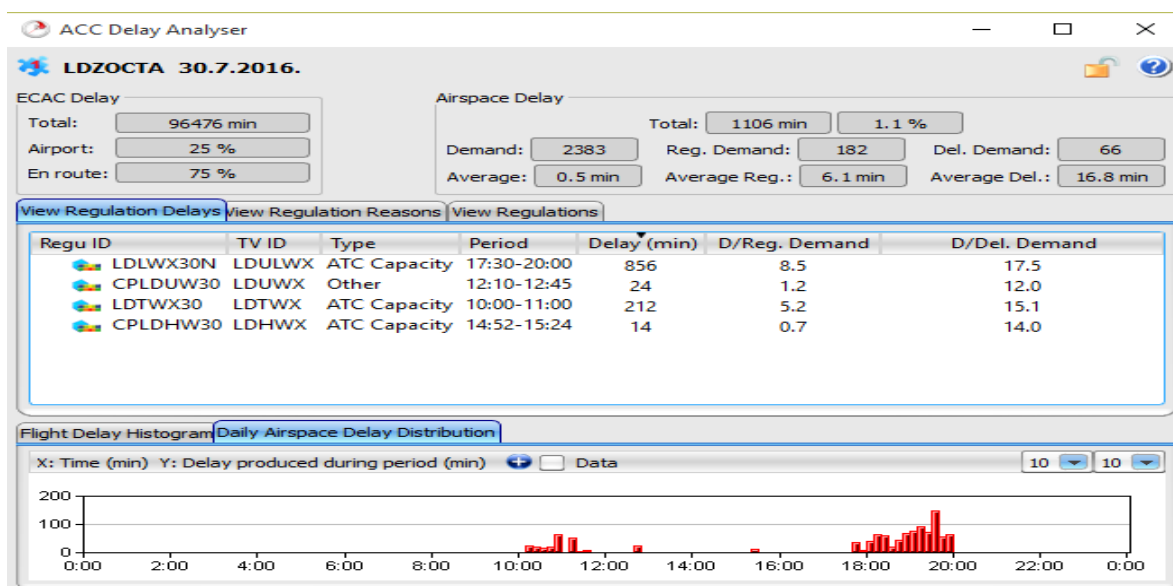 ACC Delay Analyser
LDZOCTA 30.7.2016.
ECAC Delay Airspace Delay
Total: 96476 min Total: 1106 min 1.1 %
Airport: 25 % Demand: 2383 Reg. Demand: 182 Del. Demand: 66
En route: 75 % Average: 0.5 min Average Reg.: 6.1 min Average Del.: 16.8 min
View Regulation Delays View Regulation Reasons View Regulations
Regu ID TV ID Type Period Delay (min) D/Reg. Demand D/Del. Demand
LDLWX30N LDULWX ATC Capacity 17:30-20:00 856 8.5 17.5
CPLDUW30 LDUWX Other 12:10-12:45 24 1.2 12.0
LDTWX30 LDTWX ATC Capacity 10:00-11:00 212 5.2 15.1
CPLDHW30 LDHWX ATC Capacity 14:52-15:24 14 0.7 14.0
Flight Delay Histogram Daily Airspace Delay Distribution
X: Time (min) Y: Delay produced during period (min) Data 10 10
200
100
0
0:00 2:00 4:00 6:00 8:00 10:00 12:00 14:00 16:00 18:00 20:00 22:00 0:00